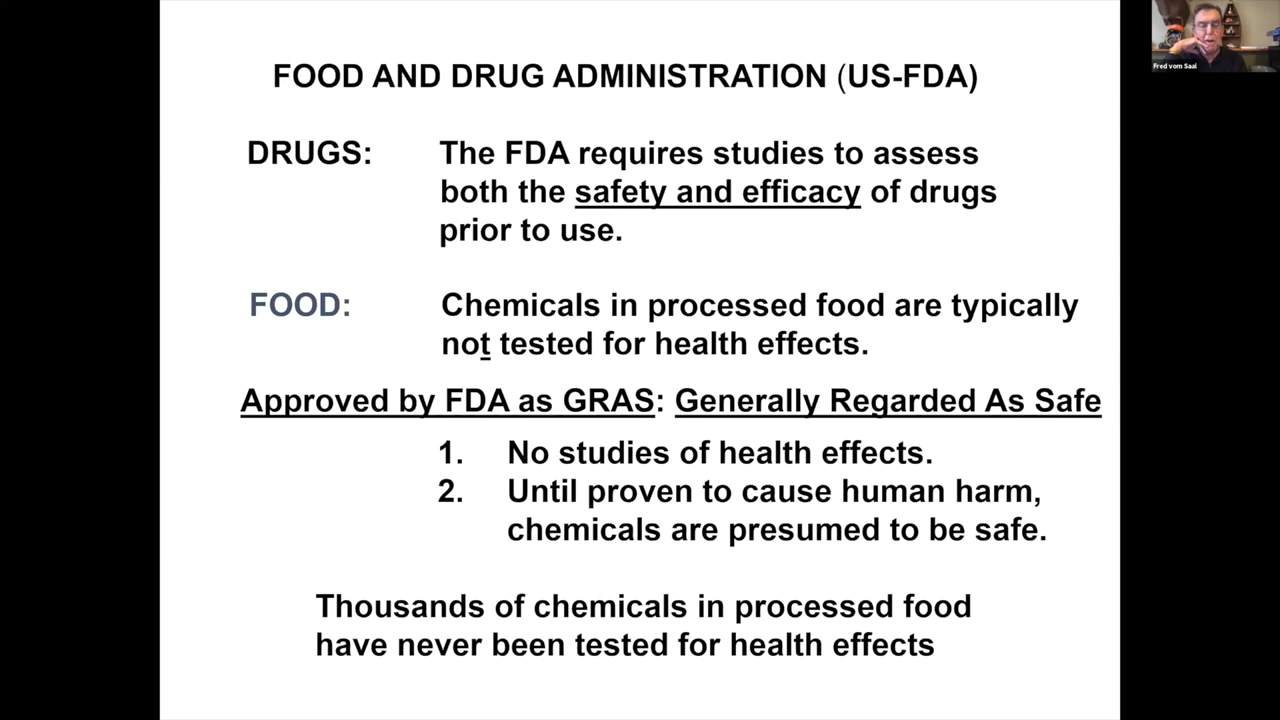 Fred vom Saal
FOOD AND DRUG ADMINISTRATION (US-FDA)
DRUGS: The FDA requires studies to assess
both the safety and efficacy of drugs
prior to use.
FOOD: Chemicals in processed food are typically
not tested for health effects.
Approved by FDA as GRAS: Generally Regarded As Safe
1. No studies of health effects.
2. Until proven to cause human harm,
chemicals are presumed to be safe.
Thousands of chemicals in processed food
have never been tested for health effects